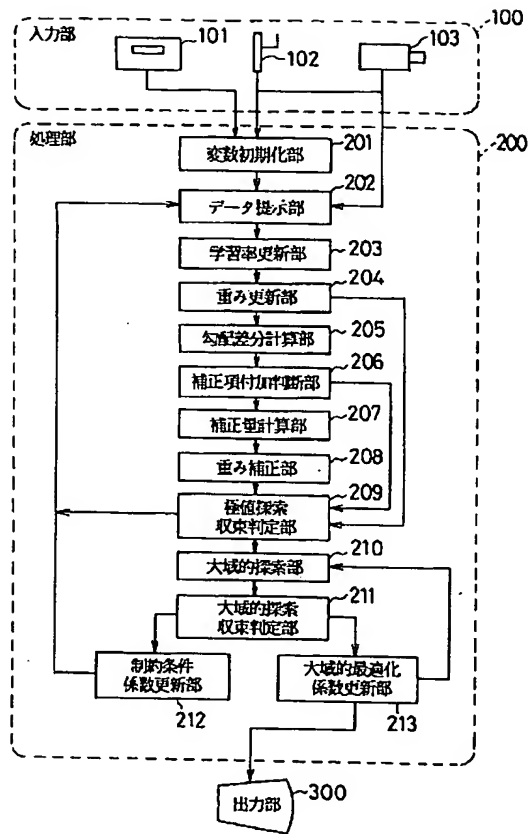 100
入力部
101
102
103
処理部
200
変数初期化部
201
データ提示部
202
学習率更新部
203
重み更新部
204
勾配差分計算部
205
補正項付加判断部
206
補正量計算部
207
重み補正部
208
極値探索
収束判定部
209
大域的探索部
210
大域的探索
収束判定部
211
制約条件
係数更新部
212
大域的最適化
係数更新部
213
出力部
300